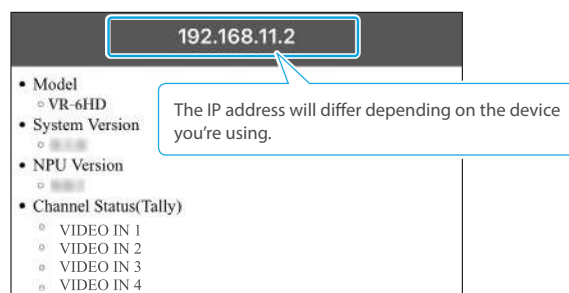 192.168.11.2
• Model
◦ VR-6HD
The IP address will differ depending on the device
you're using.
• System Version
• NPU Version
• Channel Status(Tally)
◦ VIDEO IN 1
◦ VIDEO IN 2
◦ VIDEO IN 3
◦ VIDEO IN 4